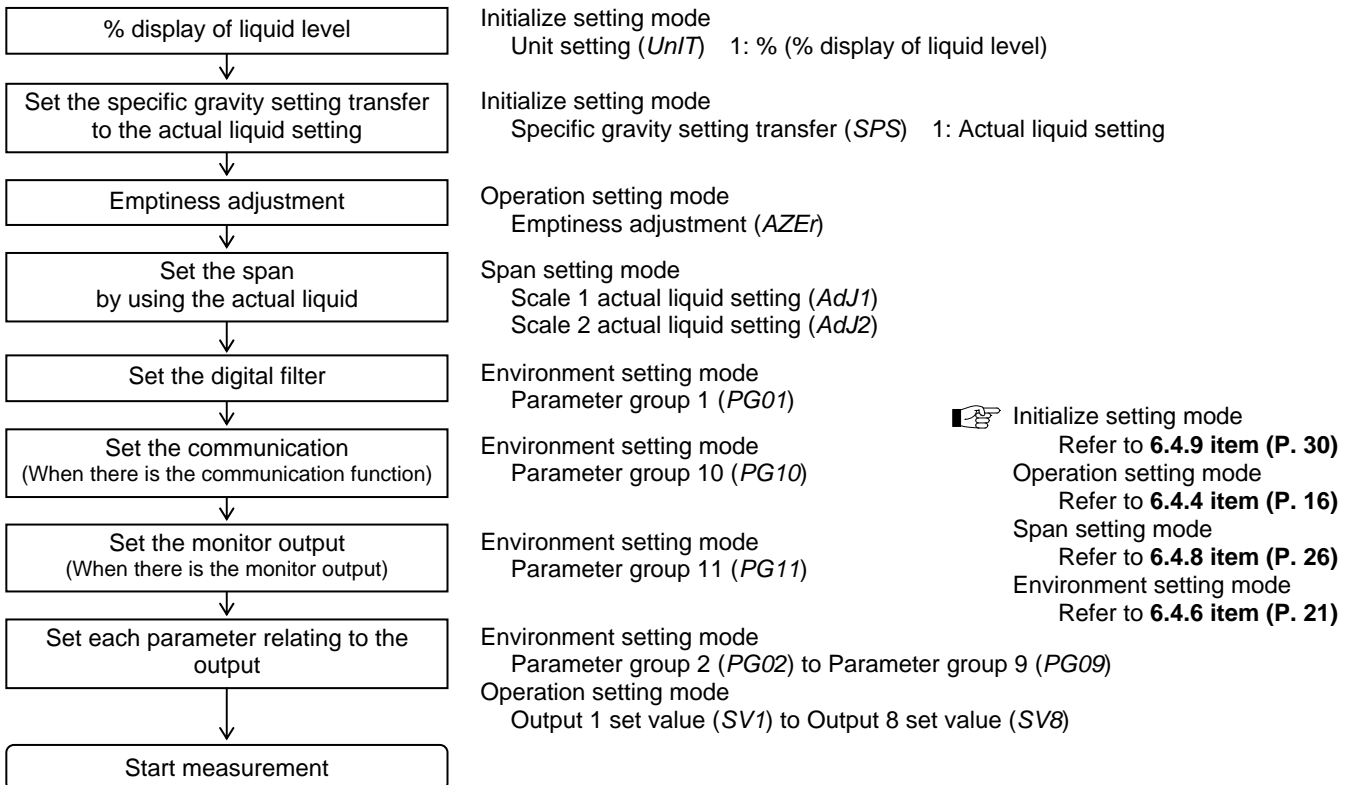 % display of liquid level
Initialize setting mode
Unit setting (UnIT) 1: % (% display of liquid level)
Set the specific gravity setting transfer
to the actual liquid setting
Initialize setting mode
Specific gravity setting transfer (SPS) 1: Actual liquid setting
Emptiness adjustment
Operation setting mode
Emptiness adjustment (AZEr)
Set the span
by using the actual liquid
Span setting mode
Scale 1 actual liquid setting (AdJ1)
Scale 2 actual liquid setting (AdJ2)
Set the digital filter
Environment setting mode
Parameter group 1 (PG01)
Set the communication
(When there is the communication function)
Environment setting mode
Parameter group 10 (PG10)
Set the monitor output
(When there is the monitor output)
Environment setting mode
Parameter group 11 (PG11)
Initialize setting mode
Refer to 6.4.9 item (P. 30)
Operation setting mode
Refer to 6.4.4 item (P. 16)
Span setting mode
Refer to 6.4.8 item (P. 26)
Environment setting mode
Refer to 6.4.6 item (P. 21)
Set each parameter relating to the
output
Environment setting mode
Parameter group 2 (PG02) to Parameter group 9 (PG09)
Operation setting mode
Output 1 set value (SV1) to Output 8 set value (SV8)
Start measurement